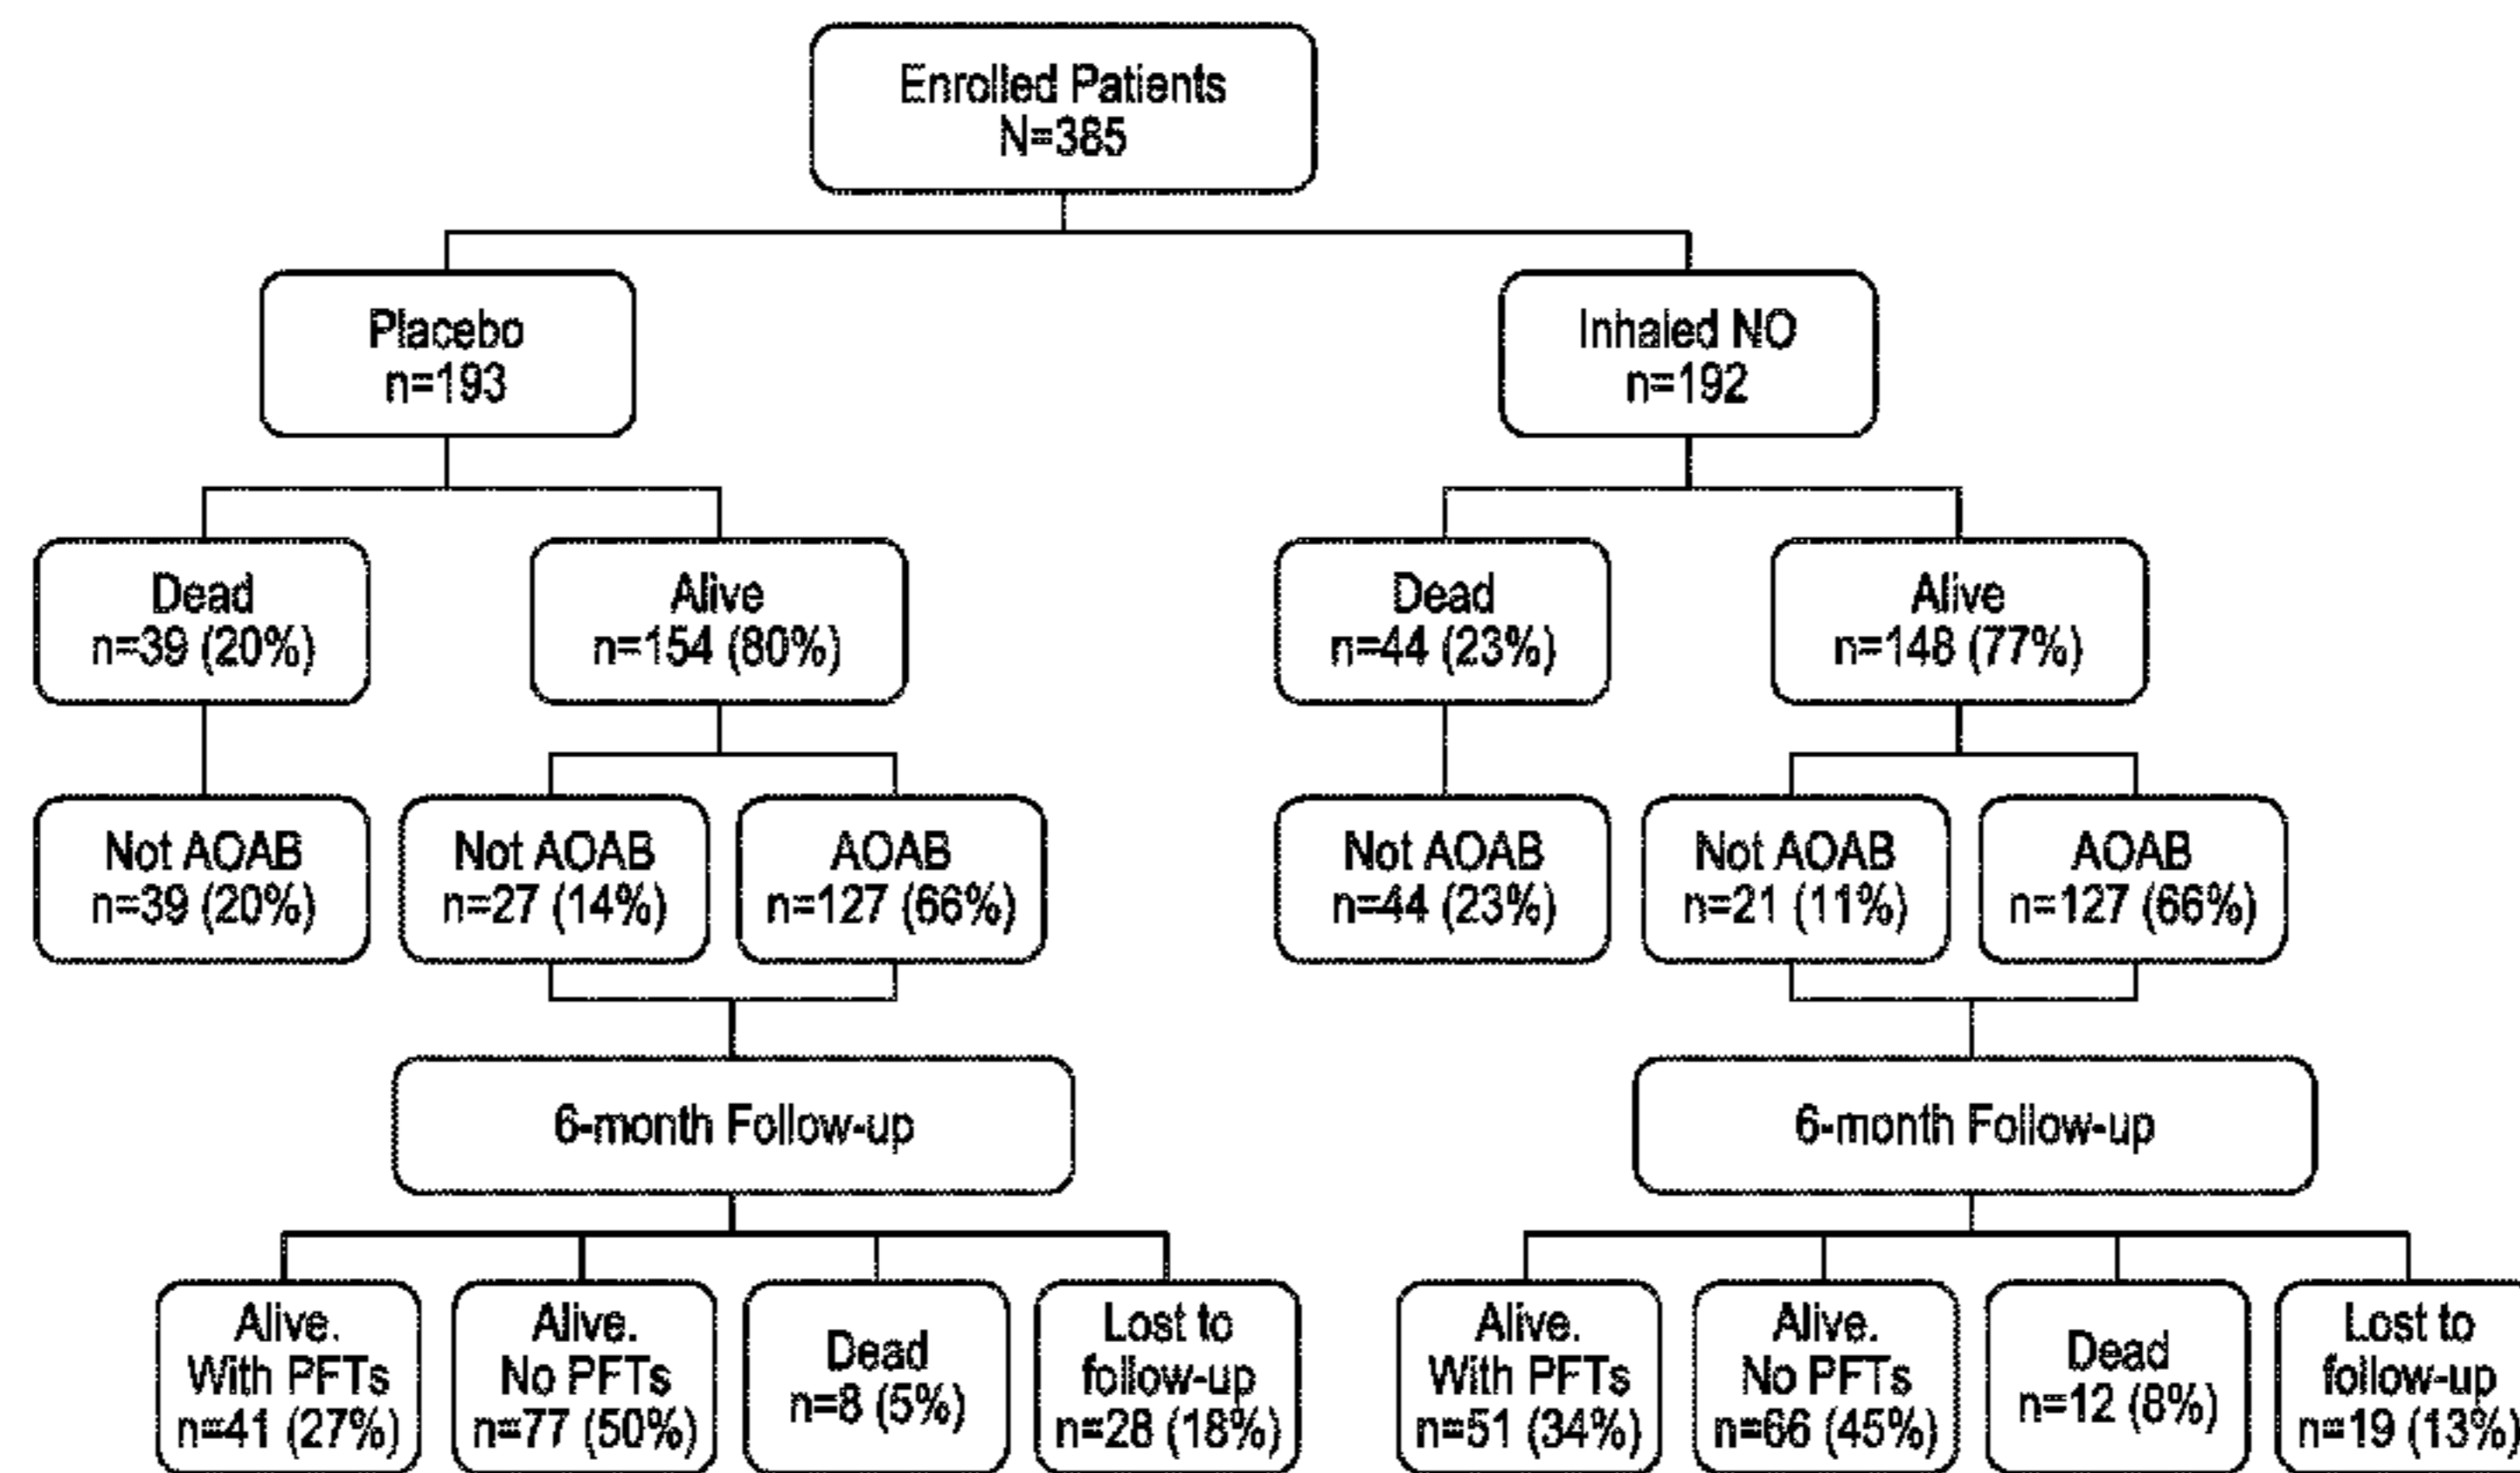 Enrolled Patients
N=385
Placebo
n=193
Inhaled NO
n=192
Dead
n=39 (20%)
Alive
n=154 (80%)
Dead
n=44 (23%)
Alive
n=148 (77%)
Not AOAB
n=39 (20%)
Not AOAB
n=27 (14%)
AOAB
n=127 (66%)
Not AOAB
n=44 (23%)
Not AOAB
n=21 (11%)
AOAB
n=127 (66%)
6-month Follow-up
6-month Follow-up
Alive.
With PFTs
n=41 (27%)
Alive.
No PFTs
n=77 (50%)
Dead
n=8 (5%)
Lost to
follow-up
n=28 (18%)
Alive.
With PFTs
n=51 (34%)
Alive.
No PFTs
n=66 (45%)
Dead
n=12 (8%)
Lost to
follow-up
n=19 (13%)